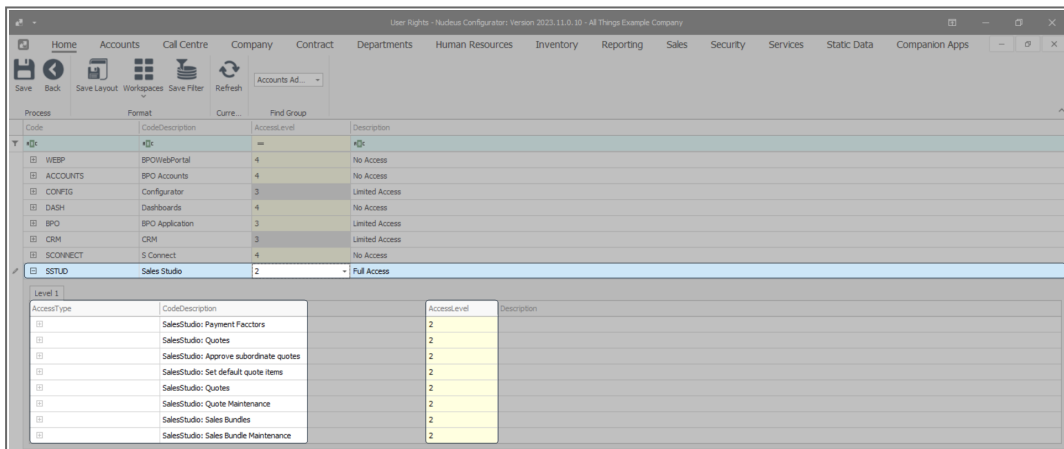 User Rights - Nucleus Configurator: Version 2023.11.0.10 - All Things Example Company
Home Accounts Call Centre Company Contract Departments Human Resources Inventory Reporting Sales Security Services Static Data Companion Apps
Save Back Save Layout Workspaces Save Filter Refresh Accounts Ad...
Process Format Curre... Find Group
Code CodeDescription AccessLevel Description
=
WEBP BPOWebPortal 4 No Access
ACCOUNTS BPO Accounts 4 No Access
CONFIG Configurator 3 Limited Access
DASH Dashboards 4 No Access
BPO BPO Application 3 Limited Access
CRM CRM 3 Limited Access
SCONNECT S Connect 4 No Access
SSTUD Sales Studio 2 Full Access
Level 1
AccessType CodeDescription AccessLevel Description
SalesStudio: Payment Facctors 2
SalesStudio: Quotes 2
SalesStudio: Approve subordinate quotes 2
SalesStudio: Set default quote items 2
SalesStudio: Quotes 2
SalesStudio: Quote Maintenance 2
SalesStudio: Sales Bundles 2
SalesStudio: Sales Bundle Maintenance 2